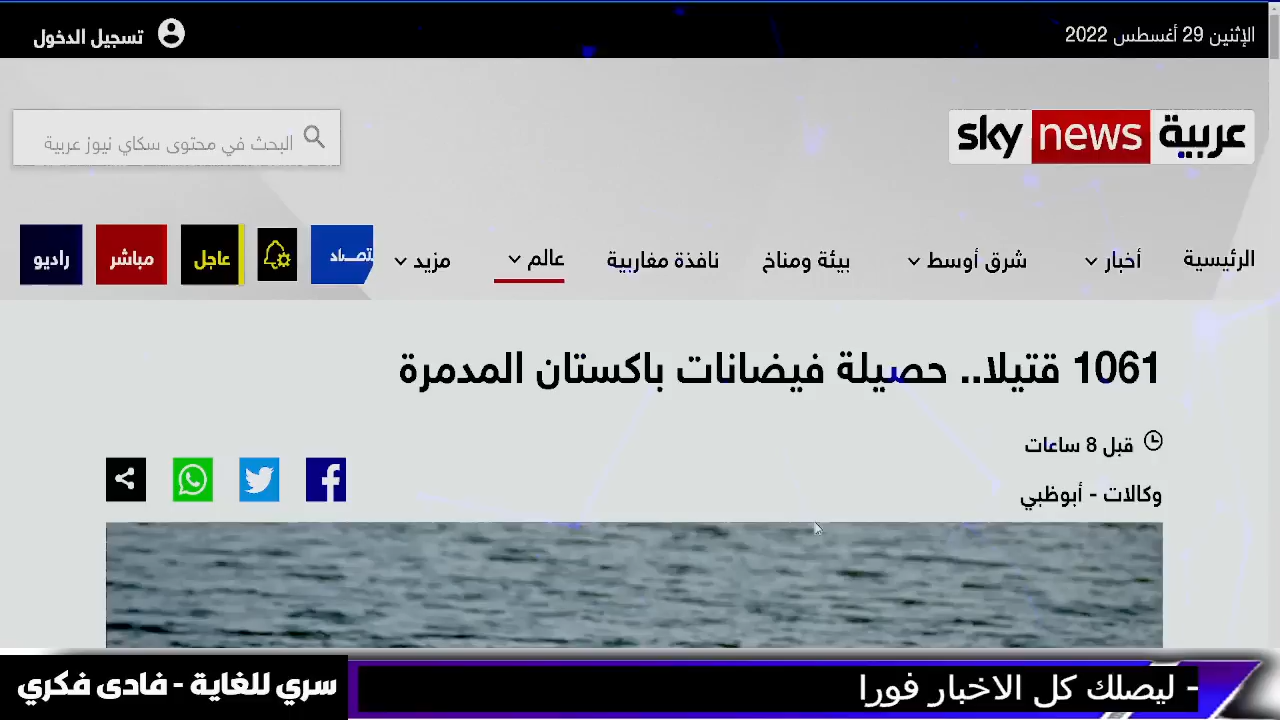 الإثنين 29 أغسطس 2022
تسجيل الدخول
sky news عربية
البحث في محتوى سكاي نيوز عربية
الرئيسية
أخبار
شرق أوسط
بيئة ومناخ
نافذة مغاربية
عالم
مزيد
عاجل
مباشر
راديو
1061 قتيلا.. حصيلة فيضانات باكستان المدمرة
قبل 8 ساعات
وكالات - أبوظبي
- ليصلك كل الاخبار فورا
سري للغاية - فادى فكري